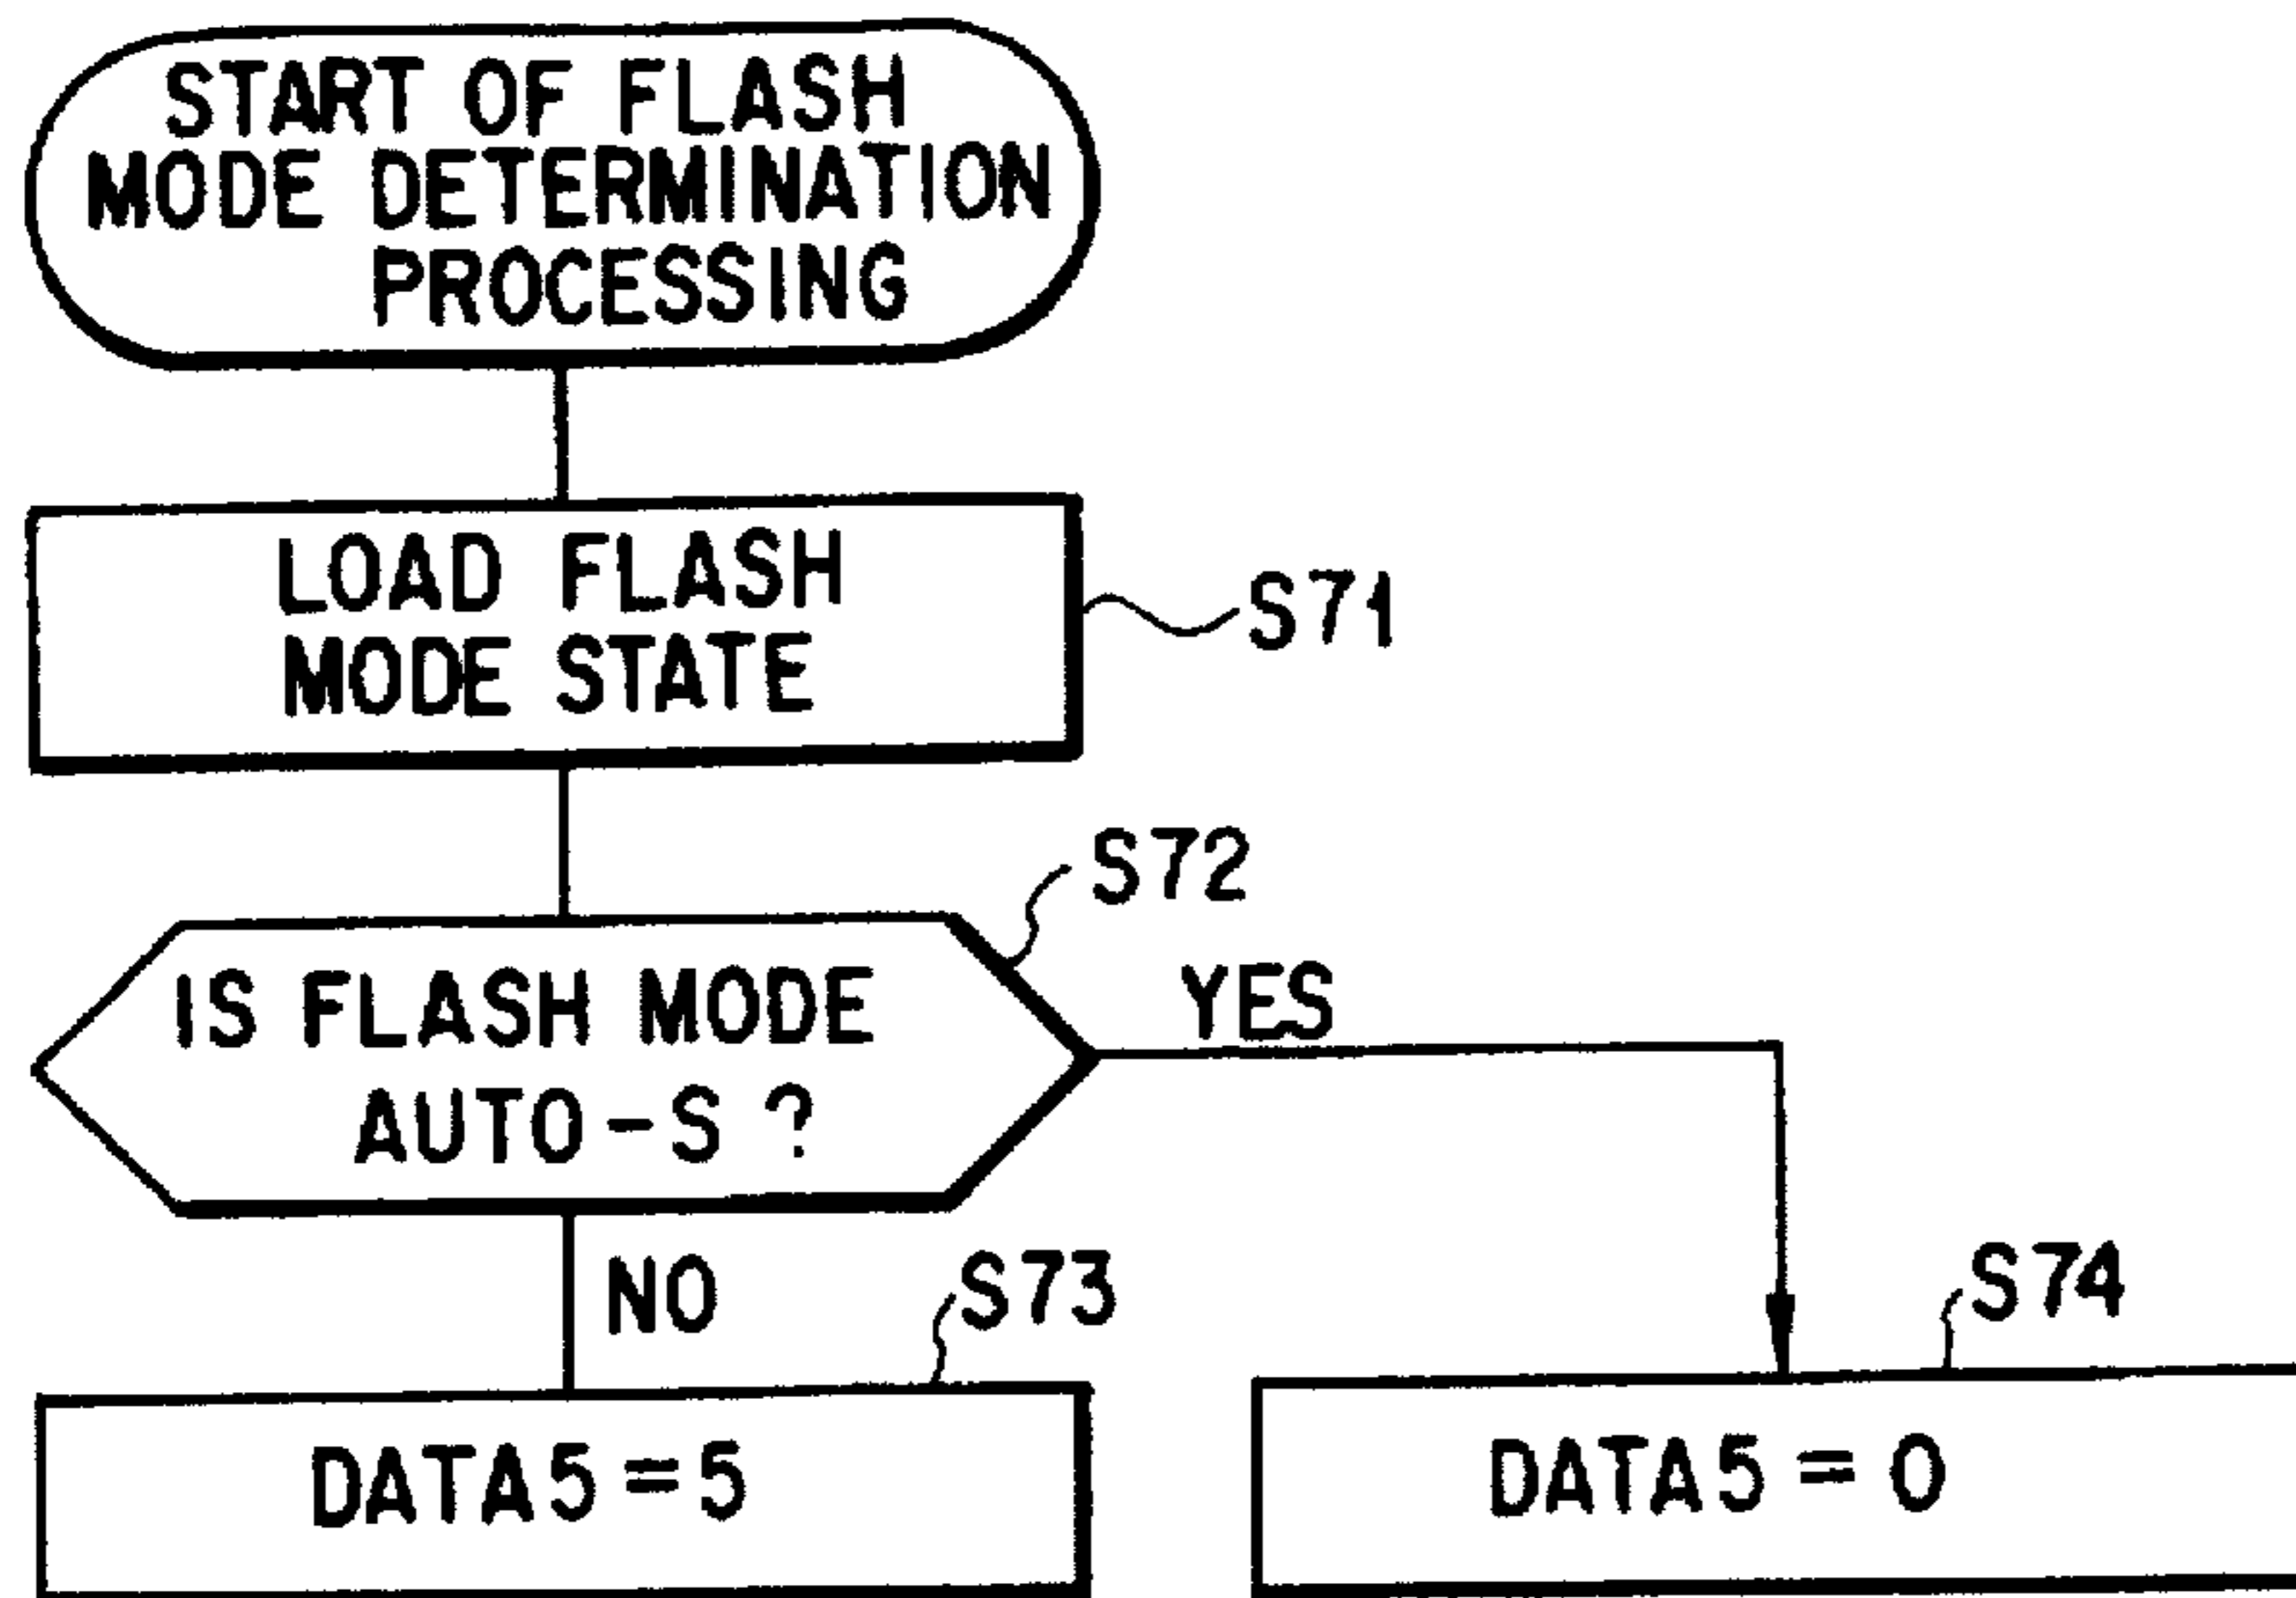 START OF FLASH
MODE DETERMINATION
PROCESSING
LOAD FLASH
MODE STATE
S71
S72
IS FLASH MODE
AUTO-S ?
YES
NO
S73
S74
DATA5=5
DATA5 = 0